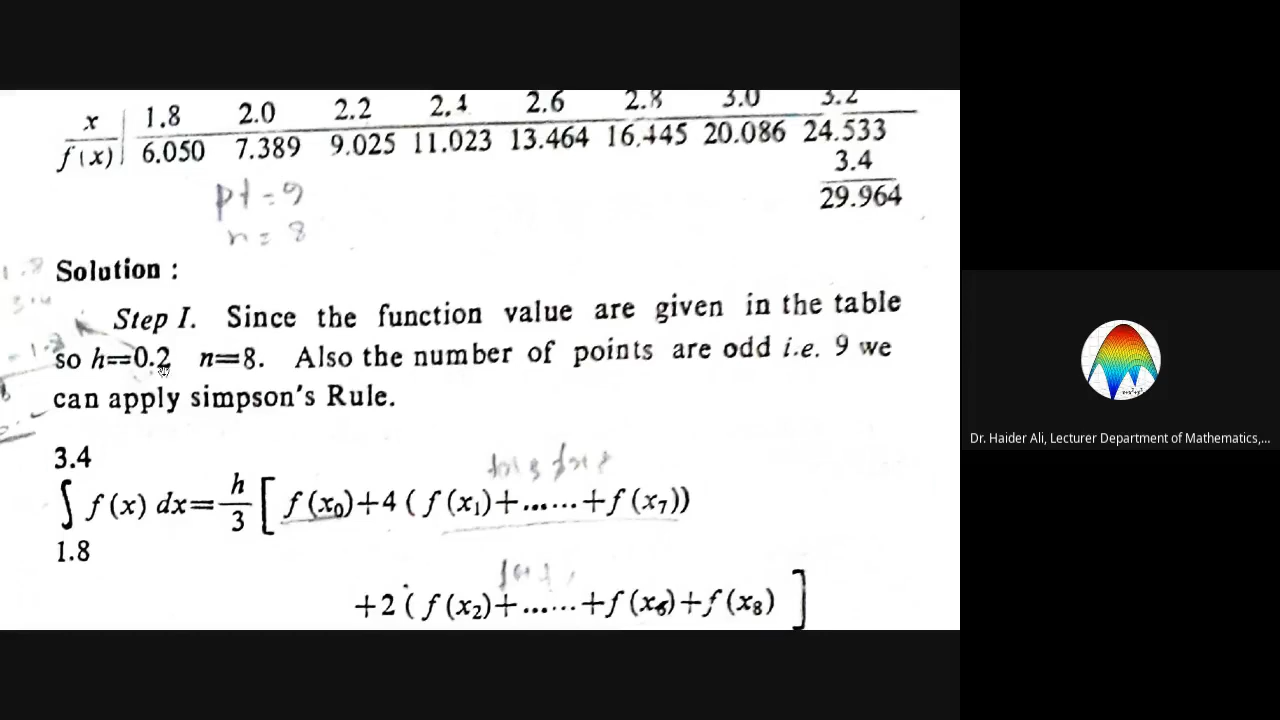 x 1.8 2.0 2.2 2.4 2.6 2.8 3.0 3.2
f(x) 6.050 7.389 9.025 11.023 13.464 16.445 20.086 24.533
3.4
29.964
pt = 9
n = 8
Solution :
Step I. Since the function value are given in the table
so h=0.2 n=8. Also the number of points are odd i.e. 9 we
can apply simpson's Rule.
3.4
∫ f(x) dx= h/3 [ f(x₀)+4 ( f(x₁)+......+f(x₇))
1.8
+2 ( f(x₂)+......+f(x₆)+f(x₈) ]
Dr. Haider Ali, Lecturer Department of Mathematics,...